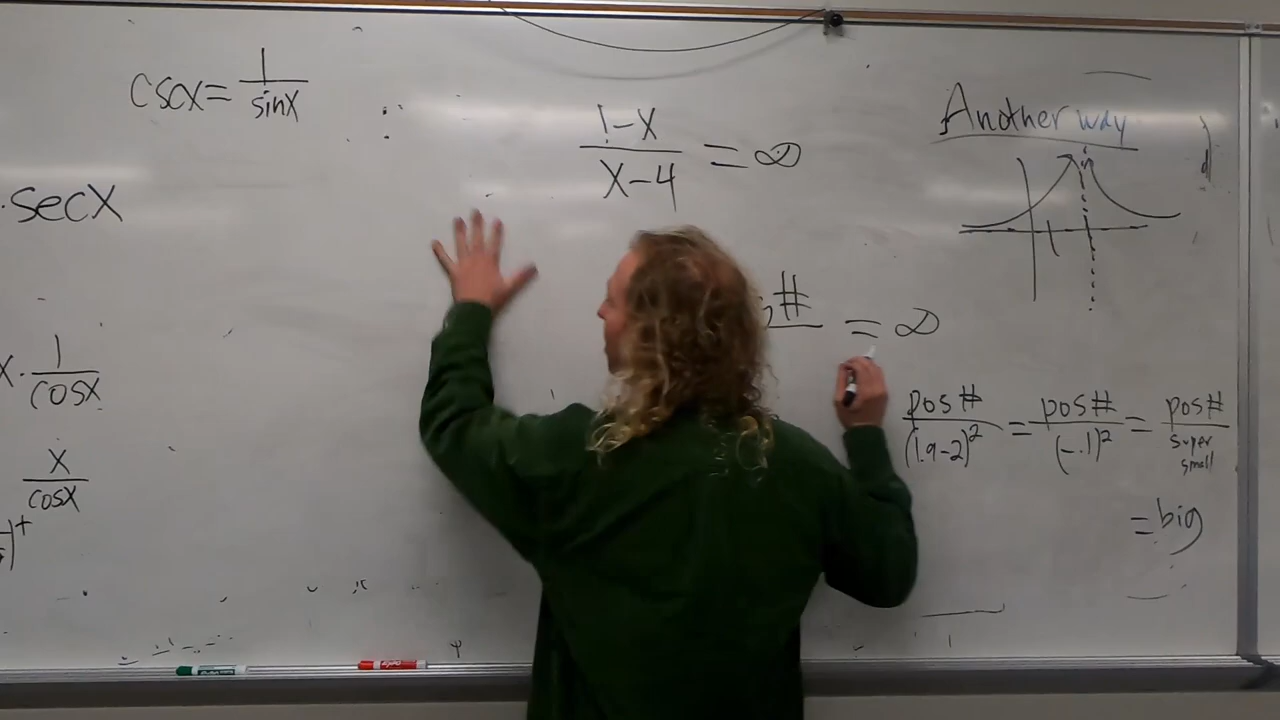 cscx = 1/sinx
· secx
x · 1/cosx
x/cosx
+
1-x/x-4 = ∞
# = ∞
Another way
pos#/(1.9-2)² = pos#/(-.1)² = pos#/super small
= big